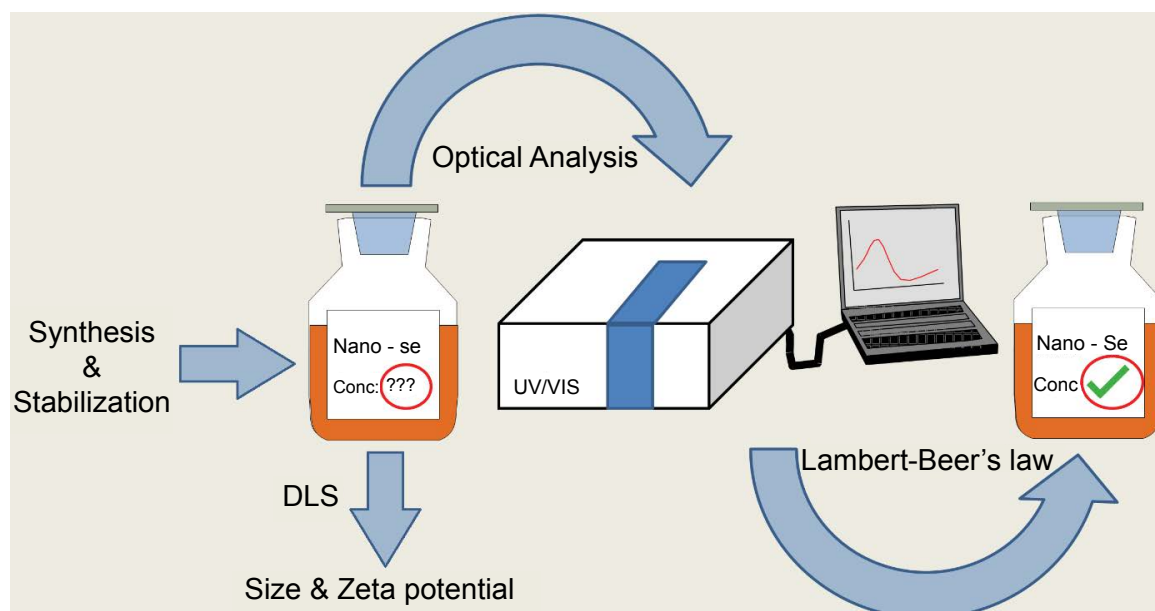 Optical Analysis
Synthesis
&
Stabilization
Nano - se
Conc: ???
UV/VIS
Nano - Se
Conc
Lambert-Beer's law
DLS
Size & Zeta potential